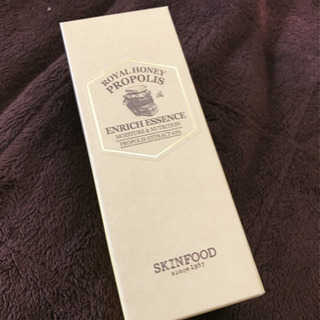 ROYAL HONEY
PROPOLIS
ENRICH ESSENCE
MOISTURE & NUTRITION
PROPOLIS EXTRACT 63%
SKINFOOD
since 1957